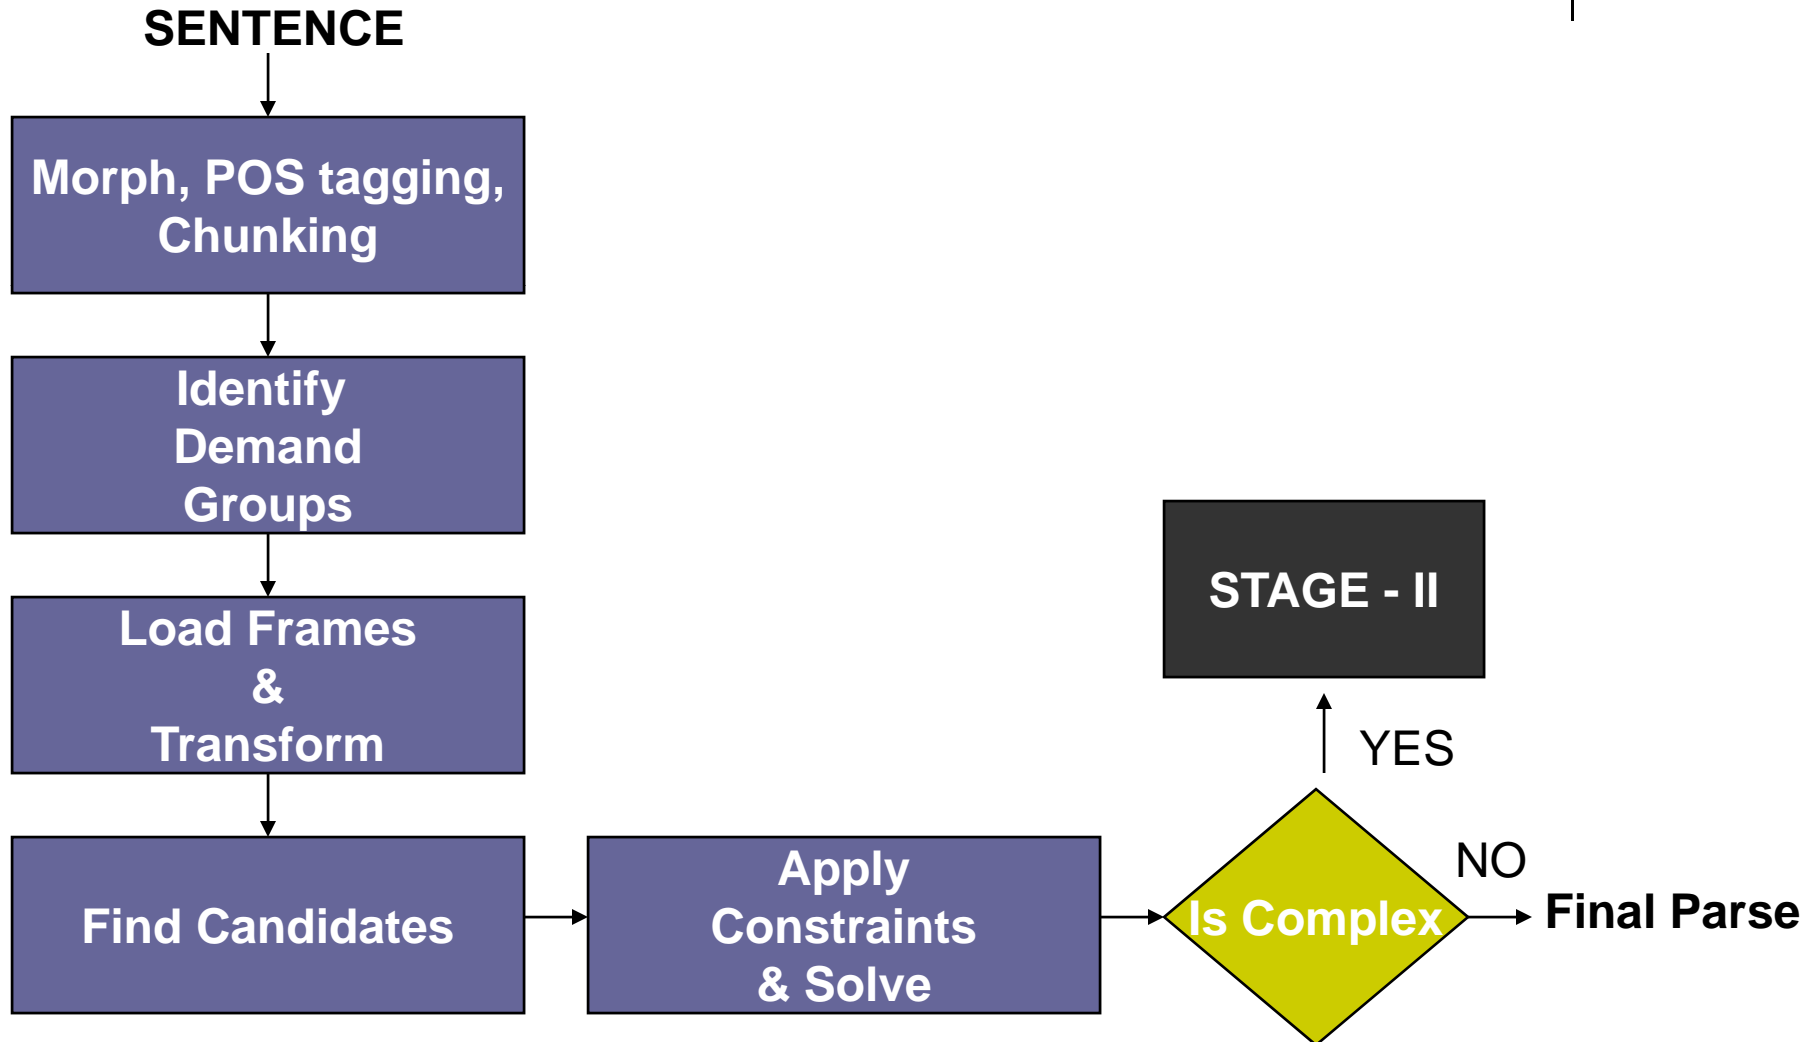 SENTENCE
Morph, POS tagging,
Chunking
Identify
Demand
Groups
Load Frames
&
Transform
Find Candidates
Apply
Constraints
& Solve
Is Complex
YES
STAGE - II
NO
Final Parse